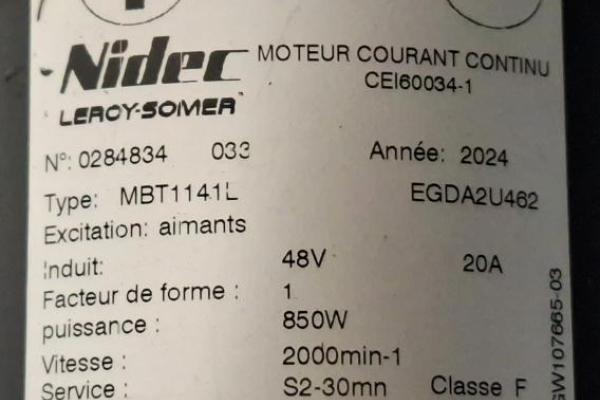 Nidec MOTEUR COURANT CONTINU
CEI60034-1
LEROY-SOMER
N°: 0284834 033 Année: 2024
Type: MBT1141L EGDA2U462
Excitation: aimants
Induit: 48V 20A
Facteur de forme : 1
puissance : 850W
Vitesse : 2000min-1
Service : S2-30mn Classe F
GW107665-03